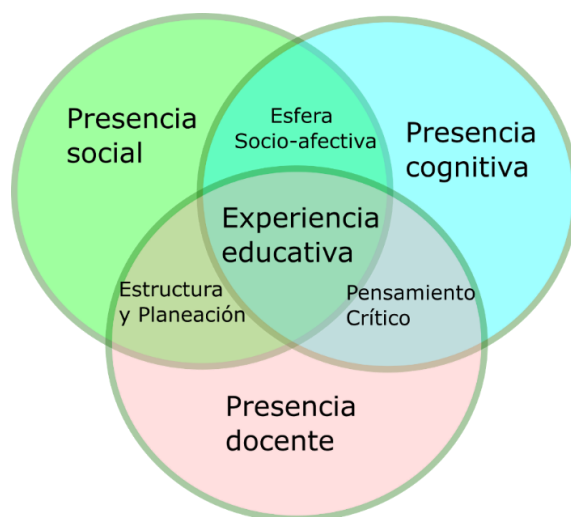 Presencia
social
Esfera
Socio-afectiva
Presencia
cognitiva
Experiencia
educativa
Estructura
y Planeación
Pensamiento
Crítico
Presencia
docente